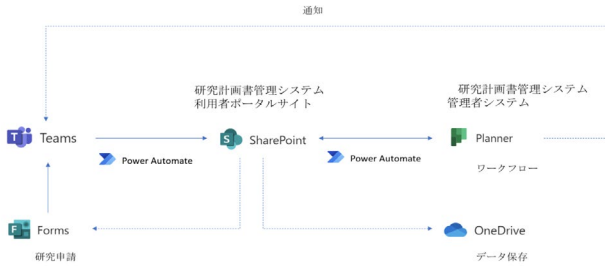 通知
研究計画書管理システム
利用者ポータルサイト
研究計画書管理システム
管理者システム
Teams
Power Automate
SharePoint
Power Automate
Planner
ワークフロー
Forms
研究申請
OneDrive
データ保存